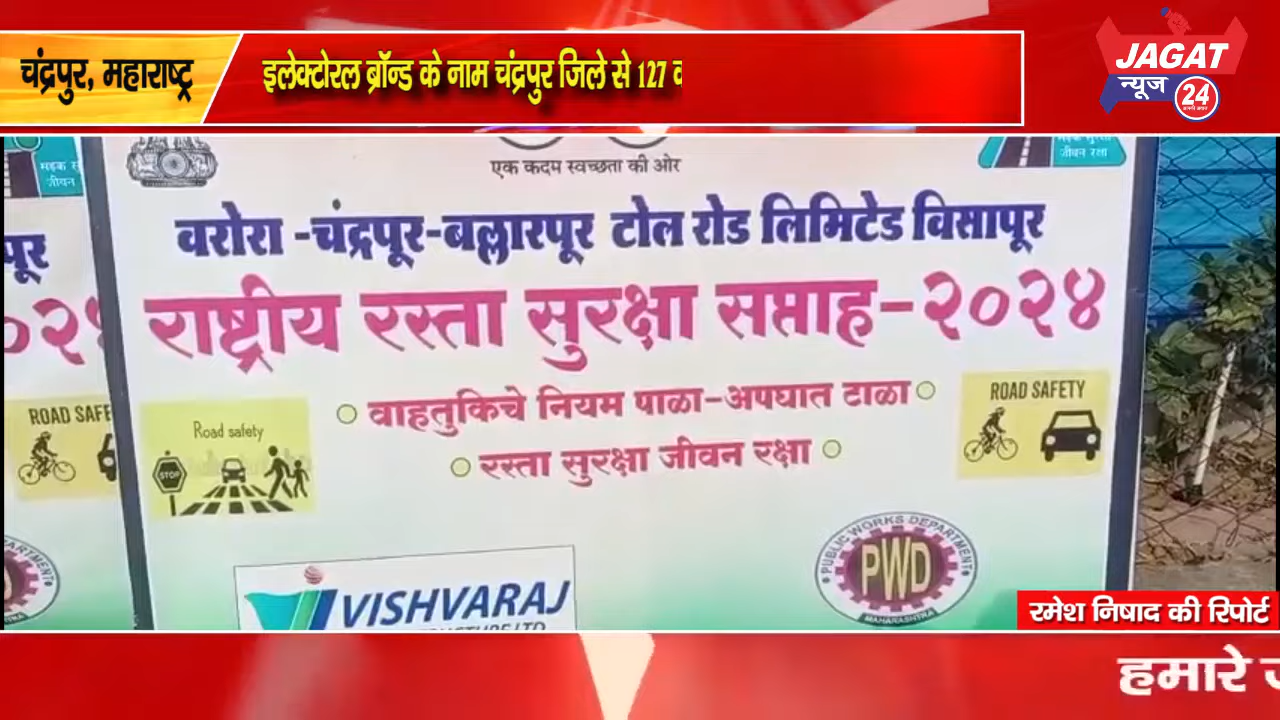 चंद्रपुर, महाराष्ट्र
इलेक्टोरल ब्रॉन्ड के नाम चंद्रपुर जिले से 127
JAGAT
न्यूज 24
एक कदम स्वच्छता की ओर
जीवन रक्षा
वरोरा -चंद्रपूर-बल्लारपूर टोल रोड लिमिटेड विसापूर
राष्ट्रीय रस्ता सुरक्षा सप्ताह-२०२४
वाहतुकिचे नियम पाळा-अपघात टाळा
रस्ता सुरक्षा जीवन रक्षा
Road safety
STOP
ROAD SAFETY
ROAD SAFE
VISHVARAJ
PUBLIC WORKS DEPARTMENT
PWD
MAHARASHTRA
रमेश निषाद की रिपोर्ट
हमारे